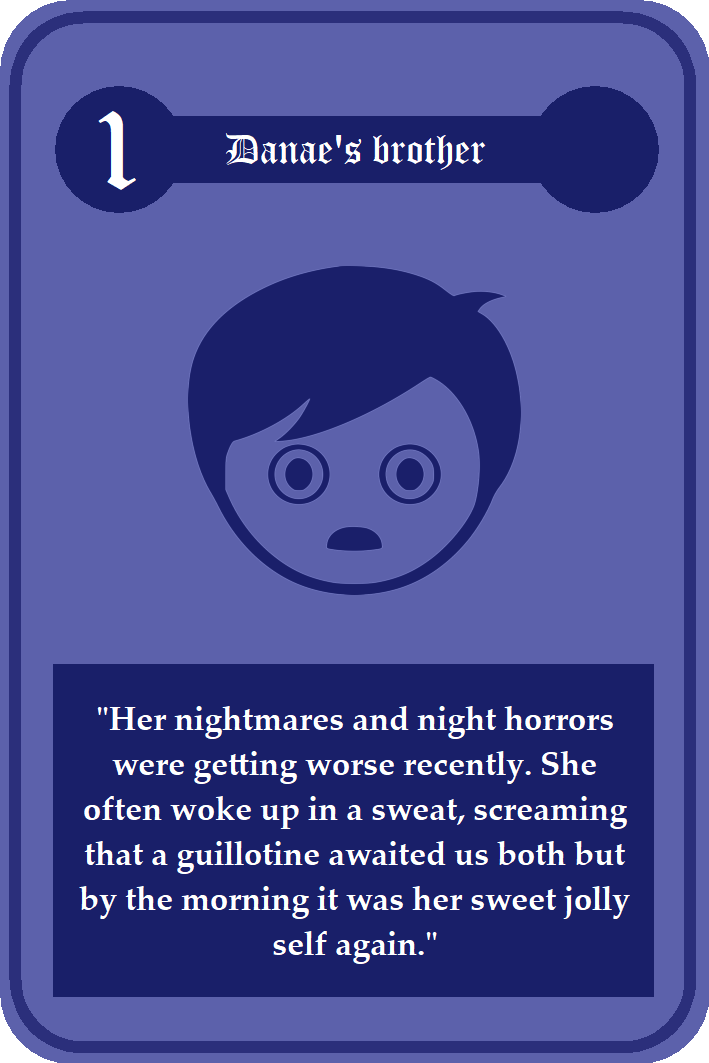 1
Danae's brother
"Her nightmares and night horrors
were getting worse recently. She
often woke up in a sweat, screaming
that a guillotine awaited us both but
by the morning it was her sweet jolly
self again."